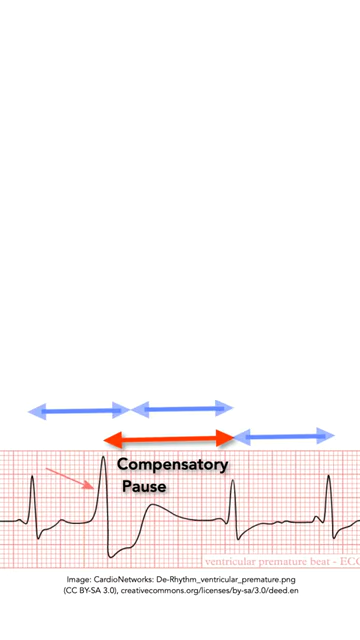 Compensatory
Pause
ventricular premature beat - ECG
Image: CardioNetworks: De-Rhythm_ventricular_premature.png
(CC BY-SA 3.0), creativecommons.org/licenses/by-sa/3.0/deed.en